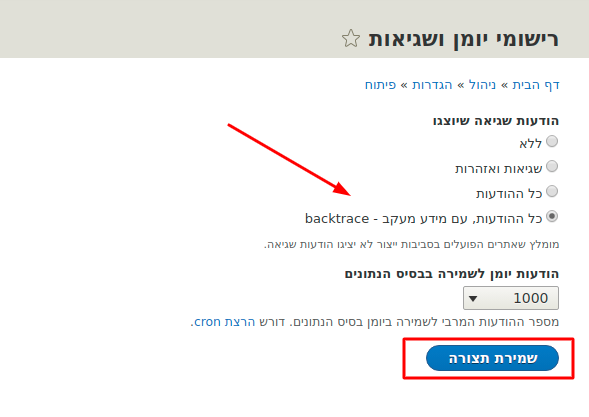 רישומי יומן ושגיאות
דף הבית » ניהול » הגדרות » פיתוח
הודעות שגיאה שיוצגו
ללא
שגיאות ואזהרות
כל ההודעות
כל ההודעות, עם מידע מעקב - backtrace
מומלץ שאתרים הפועלים בסביבות ייצור לא יציגו הודעות שגיאה.
הודעות יומן לשמירה בבסיס הנתונים
1000
מספר ההודעות המרבי לשמירה ביומן בסיס הנתונים. דורש הרצת cron.
שמירת תצורה